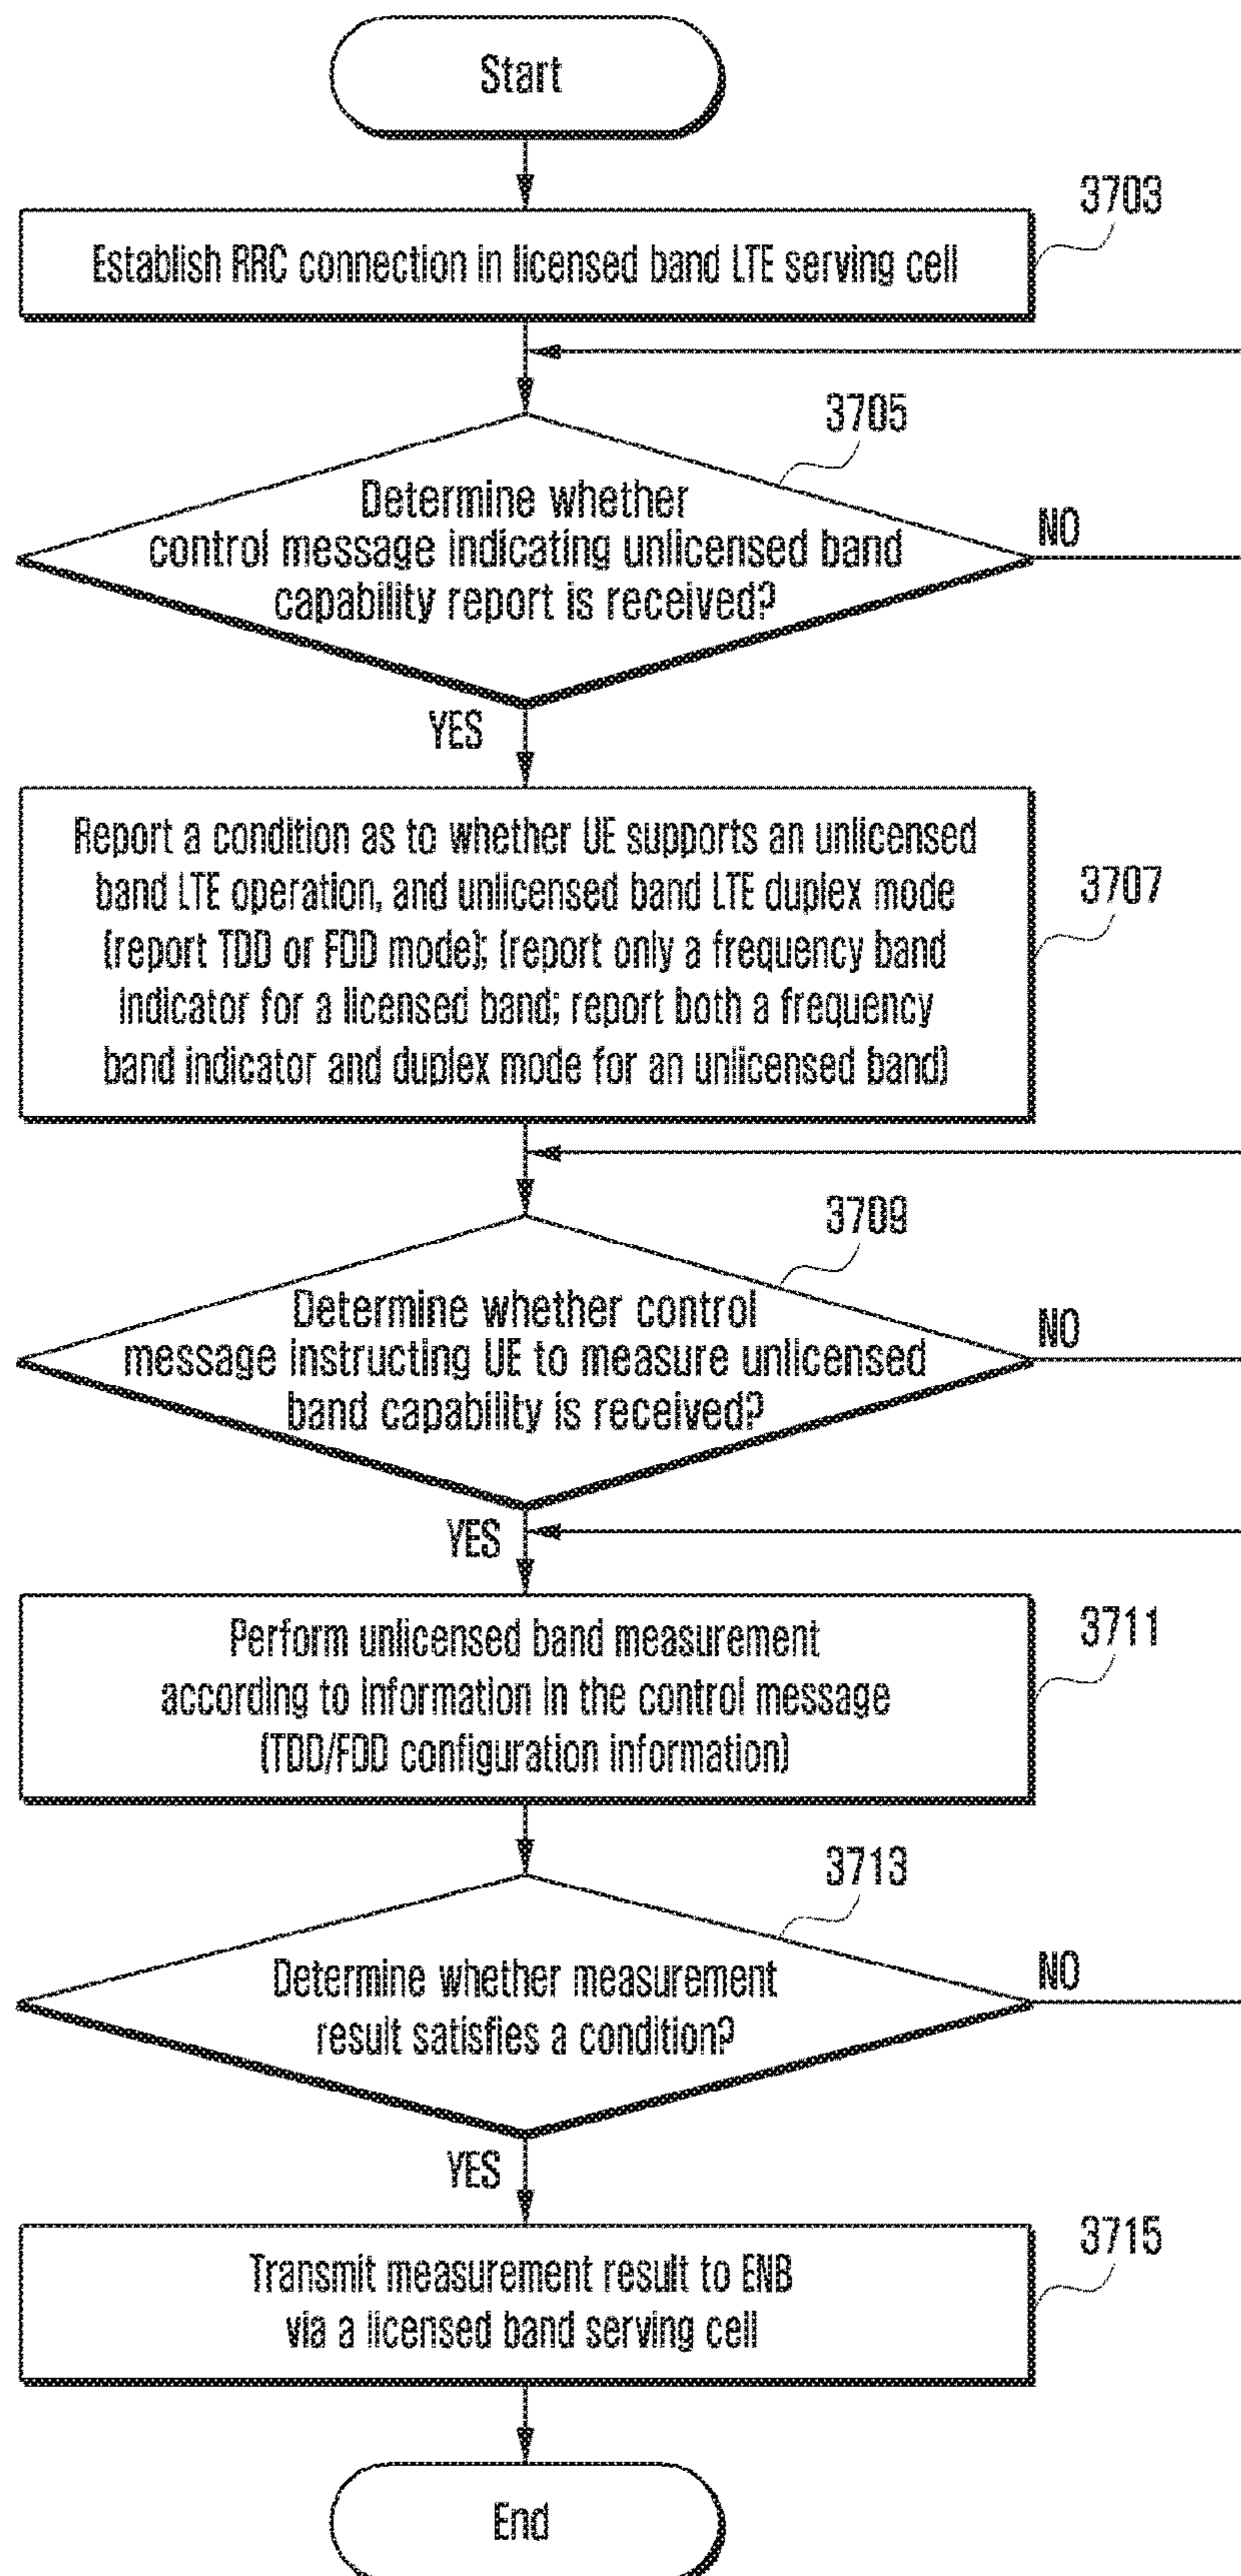 Start
3703
Establish RRC connection in licensed band LTE serving cell
3705
Determine whether
control message indicating unlicensed band
capability report is received?
NO
YES
Report a condition as to whether UE supports an unlicensed
band LTE operation, and unlicensed band LTE duplex mode
(report TDD or FDD mode); (report only a frequency band
indicator for a licensed band; report both a frequency
band indicator and duplex mode for an unlicensed band)
3707
3709
Determine whether control
message instructing UE to measure unlicensed
band capability is received?
NO
YES
3711
Perform unlicensed band measurement
according to information in the control message
(TDD/FDD configuration information)
3713
Determine whether measurement
result satisfies a condition?
NO
YES
3715
Transmit measurement result to ENB
via a licensed band serving cell
End